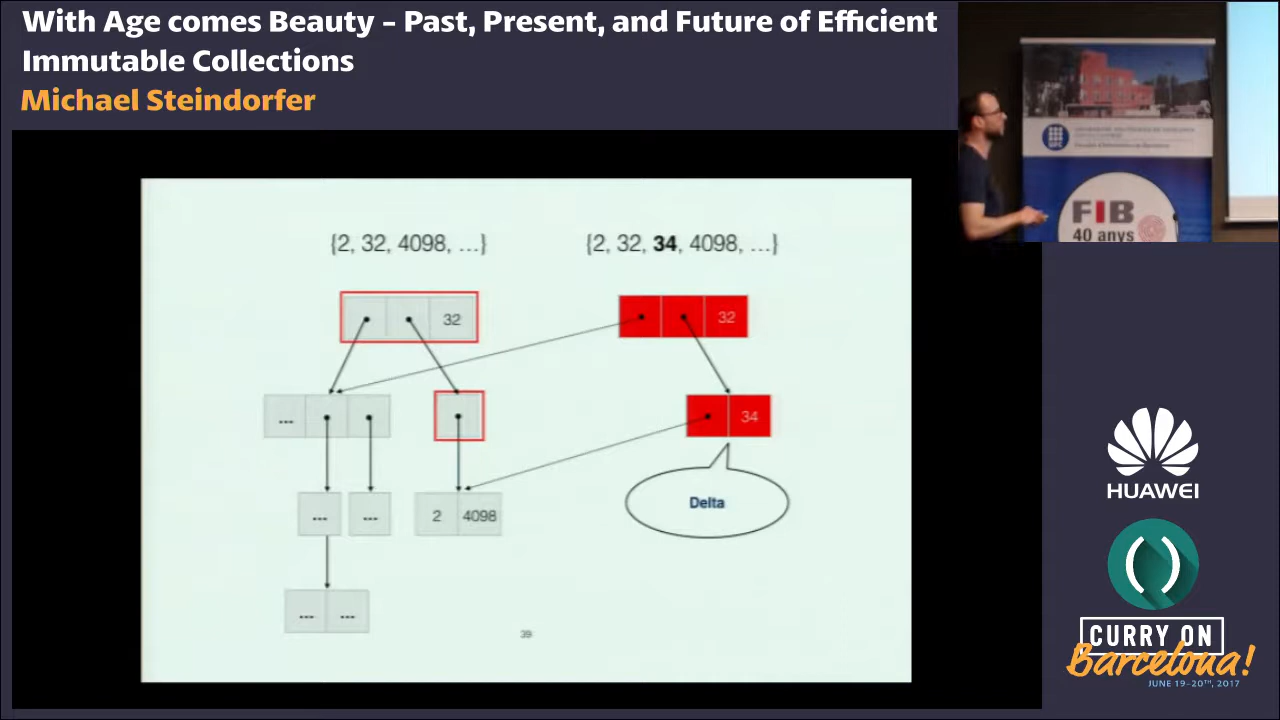 With Age comes Beauty – Past, Present, and Future of Efficient
Immutable Collections
Michael Steindorfer
{2, 32, 4098, ...}
{2, 32, 34, 4098, ...}
32
32
...
34
Delta
...
...
2
4098
...
...
39
FIB
40 anys
HUAWEI
CURRY ON
Barcelona!
JUNE 19-20TH, 2017